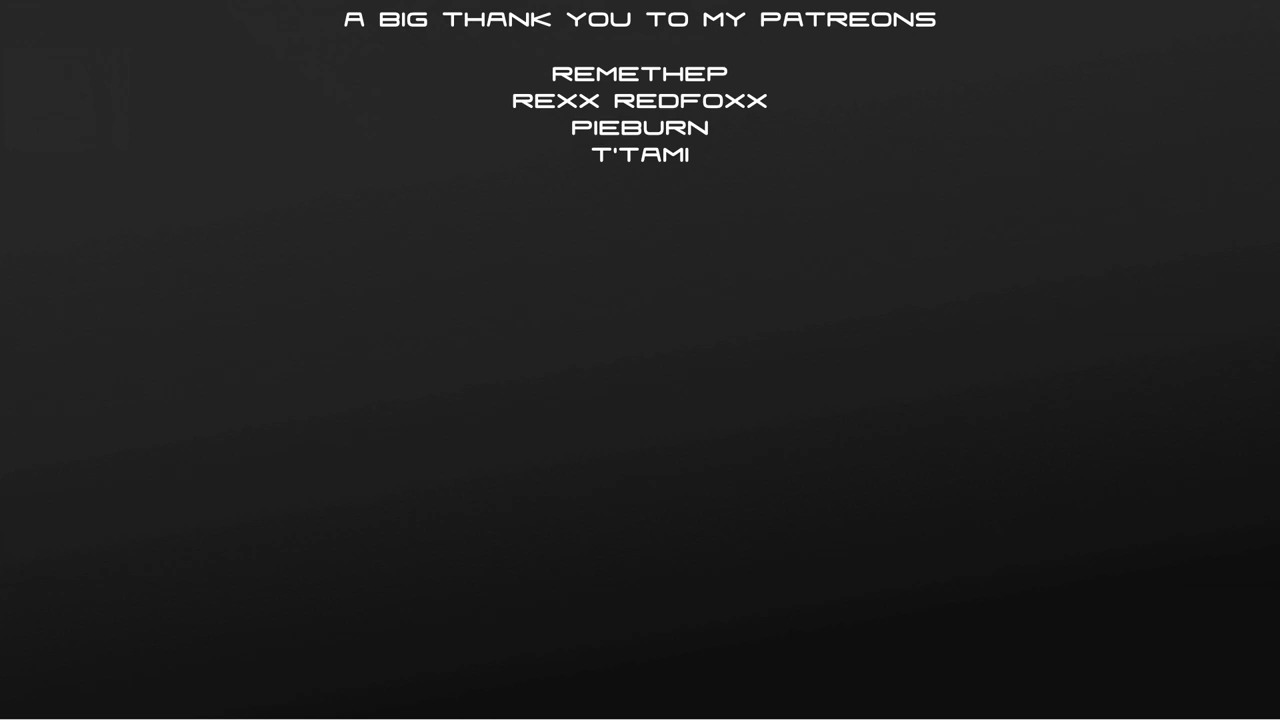 A BIG THANK YOU TO MY PATREONS
REMETHEP
REXX REDFOXX
PIEBURN
T'TAMI